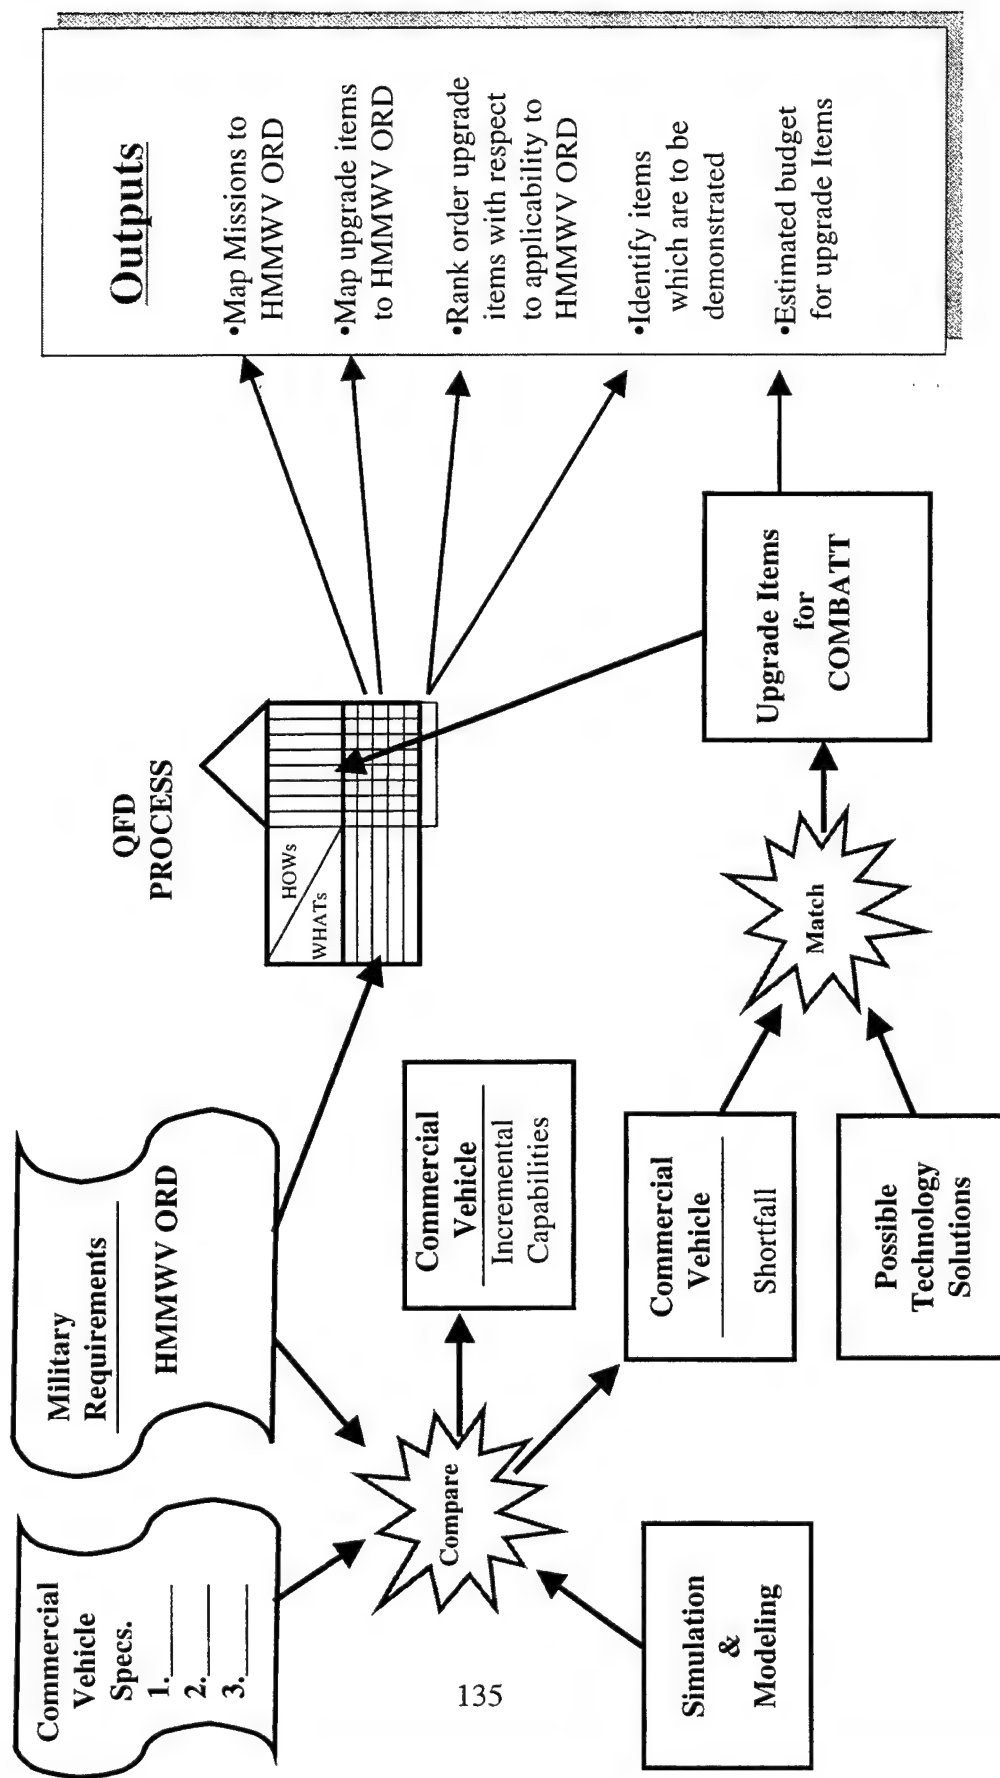 Commercial
Vehicle
Specs.
1.
2.
3.
Military
Requirements
HMMWV ORD
QFD
PROCESS
HOWs
WHATs
Compare
Simulation
&
Modeling
Commercial
Vehicle
Incremental
Capabilities
Commercial
Vehicle
Shortfall
Possible
Technology
Solutions
Match
Upgrade Items
for
COMBATT
Outputs
•Map Missions to
HMMWV ORD
•Map upgrade items
to HMMWV ORD
•Rank order upgrade
items with respect
to applicability to
HMMWV ORD
•Identify items
which are to be
demonstrated
•Estimated budget
for upgrade Items
135